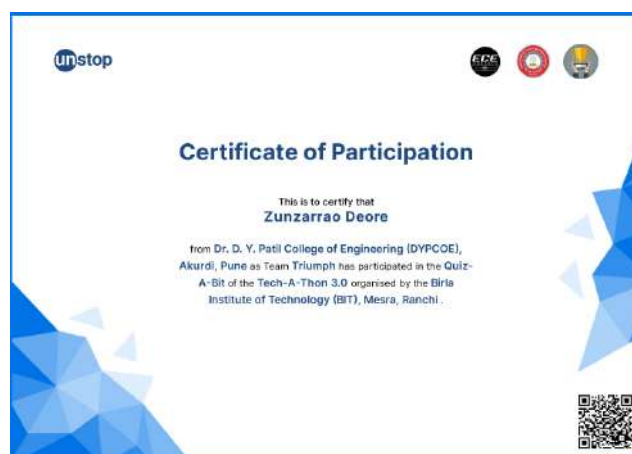 unstop
ECE
Certificate of Participation
This is to certify that
Zunzarrao Deore
from Dr. D. Y. Patil College of Engineering (DYPCOE),
Akurdi, Pune as Team Triumph has participated in the Quiz-
A-Bit of the Tech-A-Thon 3.0 organised by the Birla
Institute of Technology (BIT), Mesra, Ranchi .